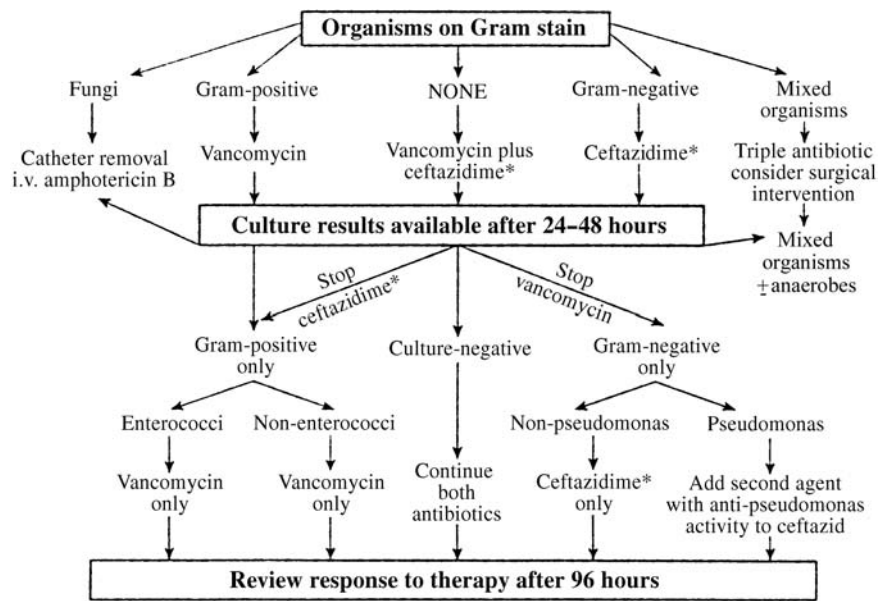 Organisms on Gram stain
Fungi
Gram-positive
NONE
Gram-negative
Mixed
organisms
Catheter removal
i.v. amphotericin B
Vancomycin
Vancomycin plus
ceftazidime*
Ceftazidime*
Triple antibiotic
consider surgical
intervention
Culture results available after 24–48 hours
Mixed
organisms
±anaerobes
Stop
ceftazidime*
Stop
vancomycin
Gram-positive
only
Culture-negative
Gram-negative
only
Enterococci
Non-enterococci
Non-pseudomonas
Pseudomonas
Vancomycin
only
Vancomycin
only
Continue
both
antibiotics
Ceftazidime*
only
Add second agent
with anti-pseudomonas
activity to ceftazid
Review response to therapy after 96 hours